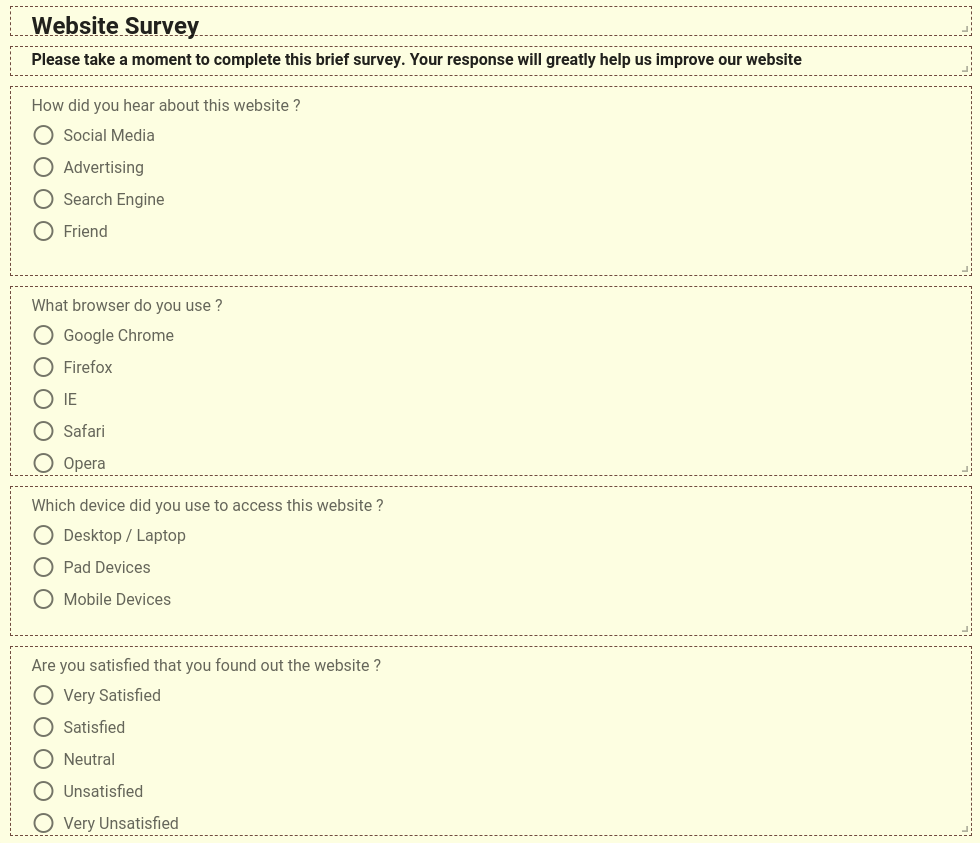 Website Survey
Please take a moment to complete this brief survey. Your response will greatly help us improve our website
How did you hear about this website ?
Social Media
Advertising
Search Engine
Friend
What browser do you use ?
Google Chrome
Firefox
IE
Safari
Opera
Which device did you use to access this website ?
Desktop / Laptop
Pad Devices
Mobile Devices
Are you satisfied that you found out the website ?
Very Satisfied
Satisfied
Neutral
Unsatisfied
Very Unsatisfied